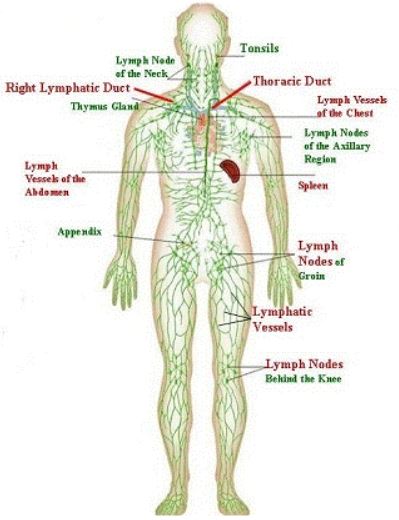 Tonsils
Lymph Node
of the Neck
Thoracic Duct
Right Lymphatic Duct
Lymph Vessels
of the Chest
Thymus Gland
Lymph Nodes
of the Axillary
Region
Lymph
Vessels of the
Abdomen
Spleen
Appendix
Lymph
Nodes of
Groin
Lymphatic
Vessels
Lymph Nodes
Behind the Knee